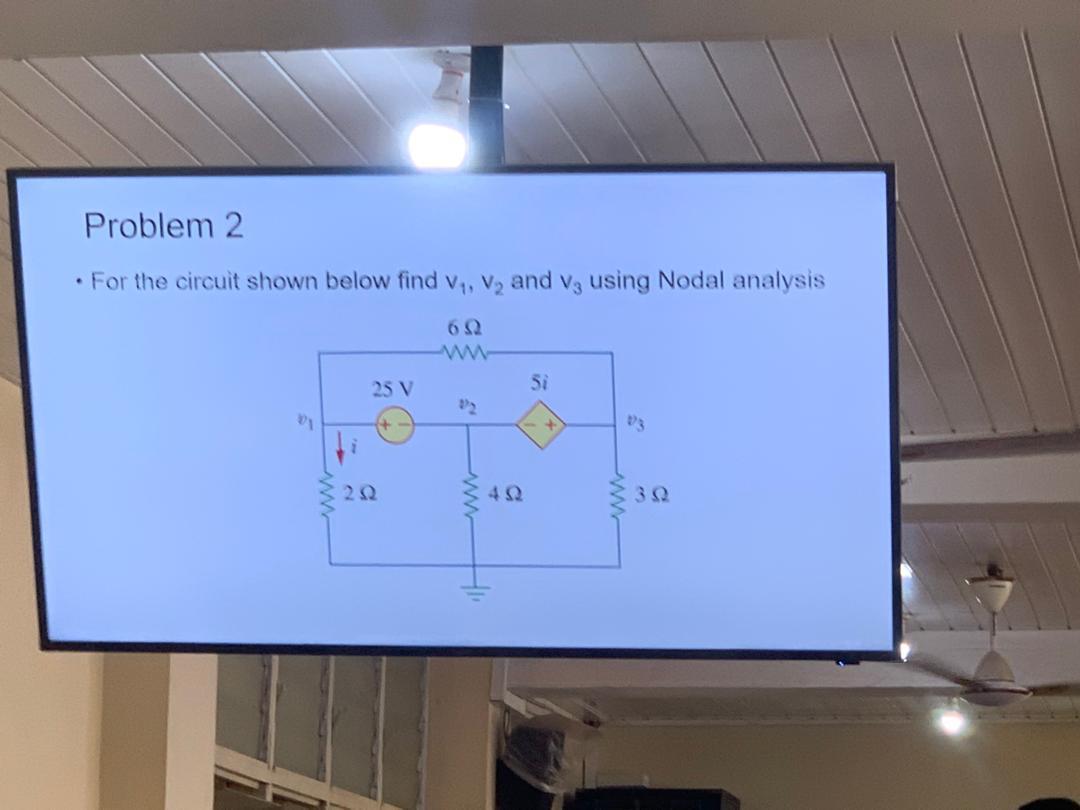 Problem 2
• For the circuit shown below find v₁, v₂ and v₃ using Nodal analysis
6 Ω
25 V
5i
v₂
v₁
+ −
− +
v₃
i
2 Ω
4 Ω
3 Ω